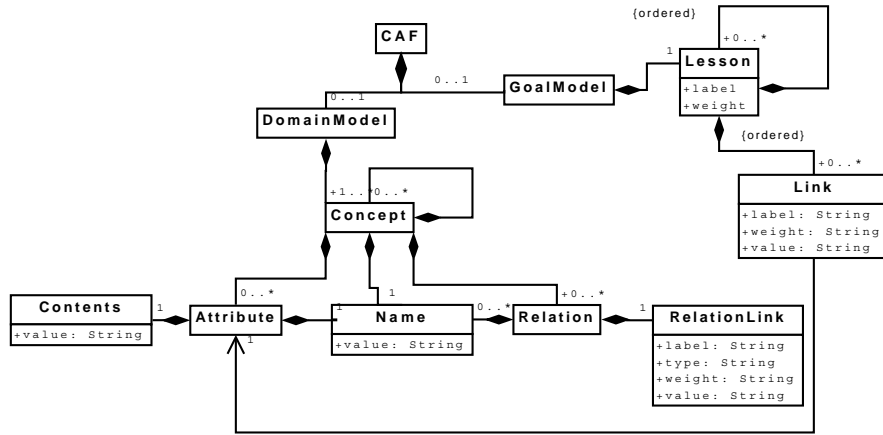 {ordered}
CAF
+0..*
1
Lesson
0..1
GoalModel
+label
+weight
0..1
DomainModel
{ordered}
+0..*
+1..*
0..*
Link
Concept
+label: String
+weight: String
+value: String
0..*
1
+0..*
Contents
1
Attribute
1
Name
0..*
Relation
1
RelationLink
+value: String
1
+value: String
+label: String
+type: String
+weight: String
+value: String